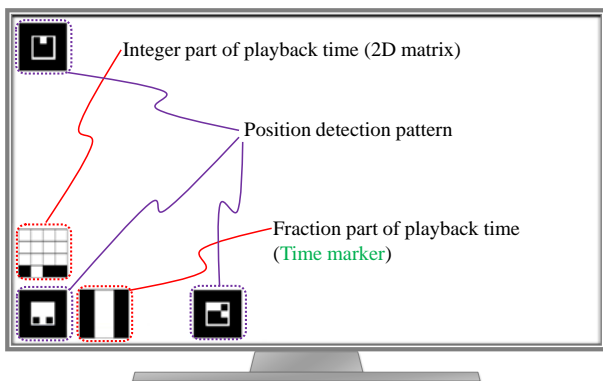 Integer part of playback time (2D matrix)
Position detection pattern
Fraction part of playback time
(Time marker)